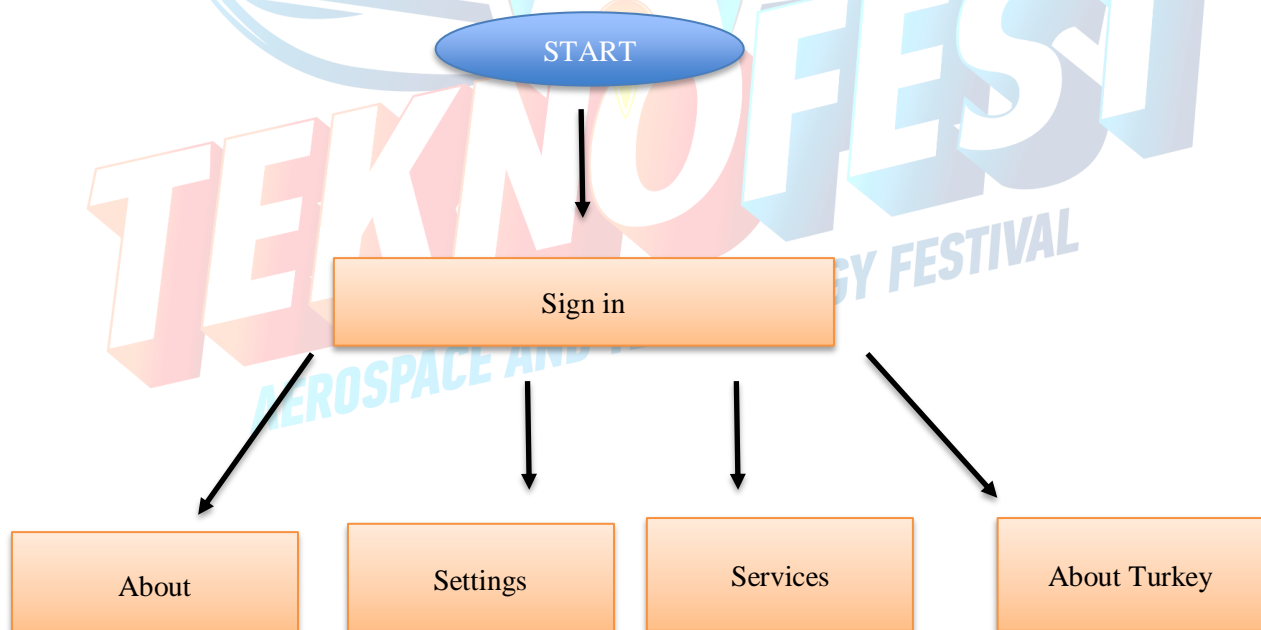 START
TEKNOFEST
Sign in
GY FESTIVAL
AEROSPACE AND
About
Settings
Services
About Turkey